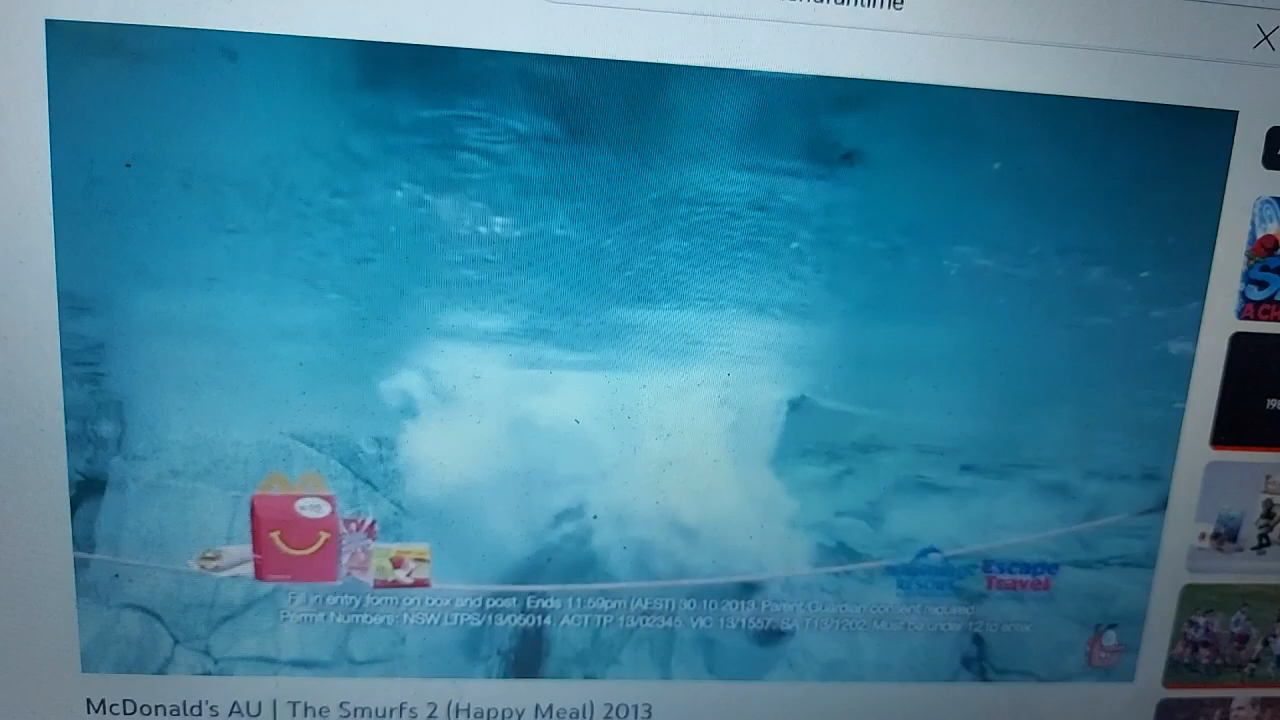 Escape
Travel
Fill in entry form on box and post. Ends 11:59pm (AEST) 30.10.2013. Parent/Guardian consent required.
Permit Numbers: NSW LTPS/13/05014, ACT TP 13/02345, VIC 13/1557, SA T13/1202. Must be under 12 to enter.
McDonald's AU | The Smurfs 2 (Happy Meal) 2013